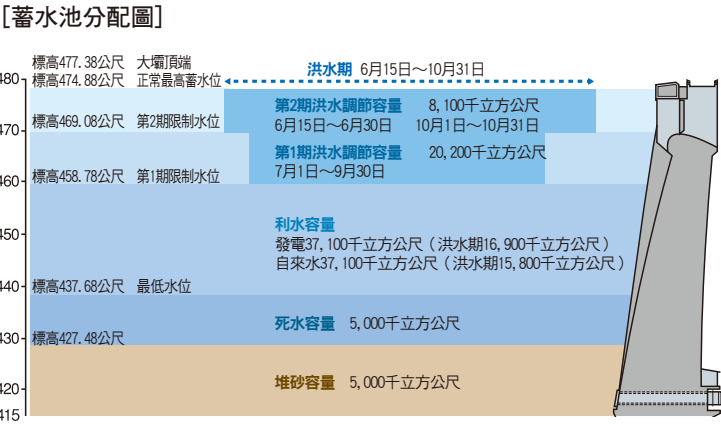 [蓄水池分配圖]
標高477.38公尺 大壩頂端
標高474.88公尺 正常最高蓄水位
洪水期 6月15日～10月31日
480
第2期洪水調節容量 8,100千立方公尺
6月15日～6月30日 10月1日～10月31日
標高469.08公尺 第2期限制水位
470
第1期洪水調節容量 20,200千立方公尺
7月1日～9月30日
標高458.78公尺 第1期限制水位
460
利水容量
發電37,100千立方公尺（洪水期16,900千立方公尺）
自來水37,100千立方公尺（洪水期15,800千立方公尺）
450
標高437.68公尺 最低水位
440
死水容量 5,000千立方公尺
標高427.48公尺
430
堆砂容量 5,000千立方公尺
420
415